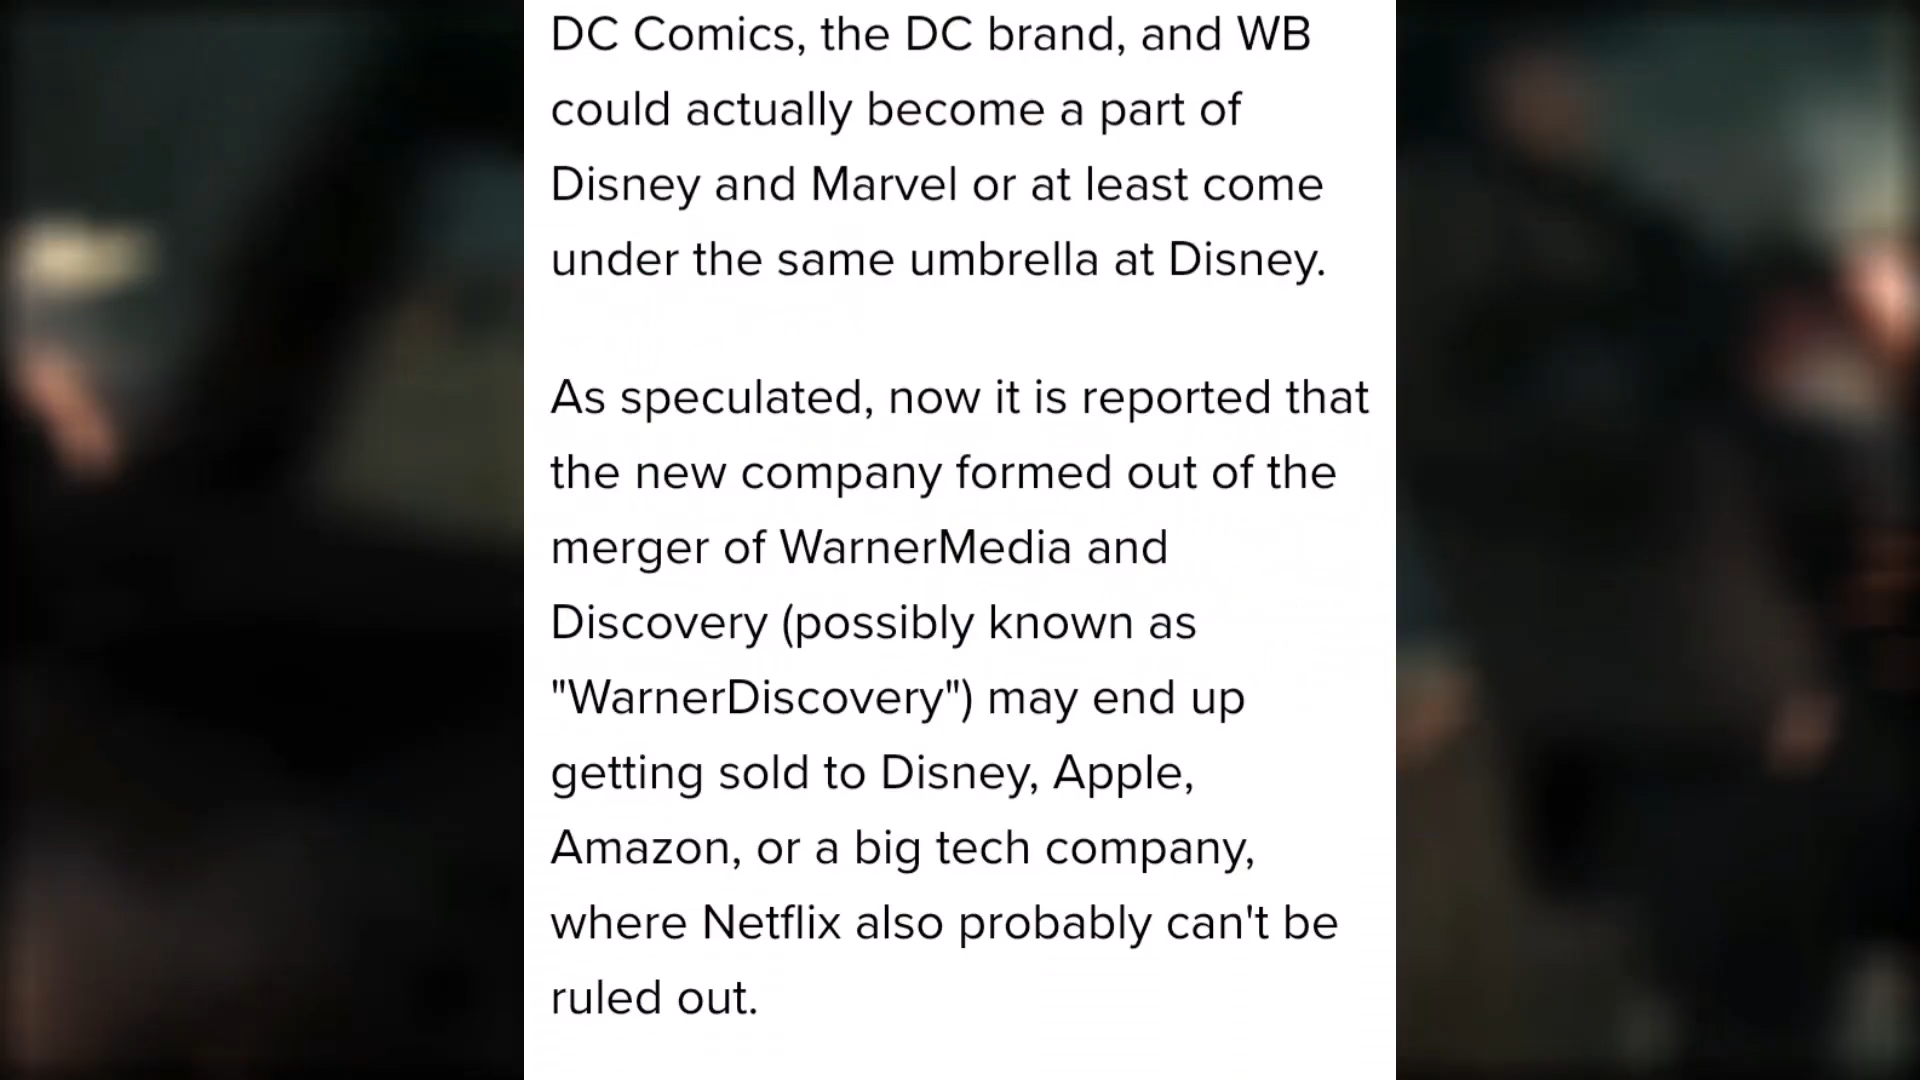 DC Comics, the DC brand, and WB
could actually become a part of
Disney and Marvel or at least come
under the same umbrella at Disney.
As speculated, now it is reported that
the new company formed out of the
merger of WarnerMedia and
Discovery (possibly known as
"WarnerDiscovery") may end up
getting sold to Disney, Apple,
Amazon, or a big tech company,
where Netflix also probably can't be
ruled out.